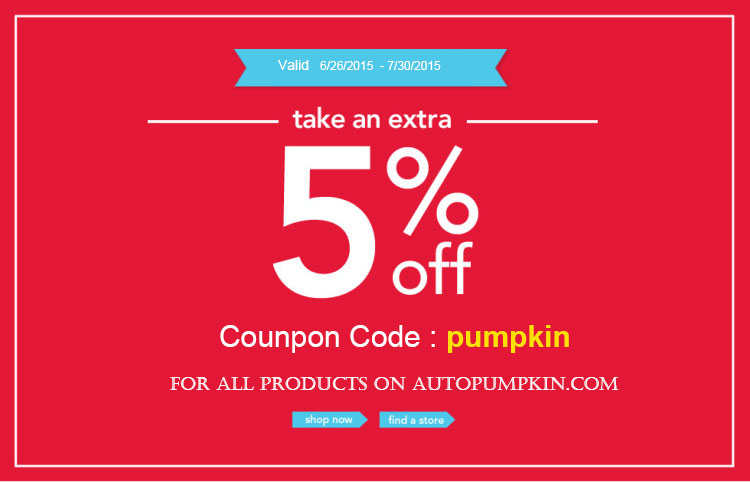 Valid 6/26/2015 - 7/30/2015
take an extra
5%
off
Counpon Code : pumpkin
FOR ALL PRODUCTS ON AUTOPUMPKIN.COM
shop now find a store